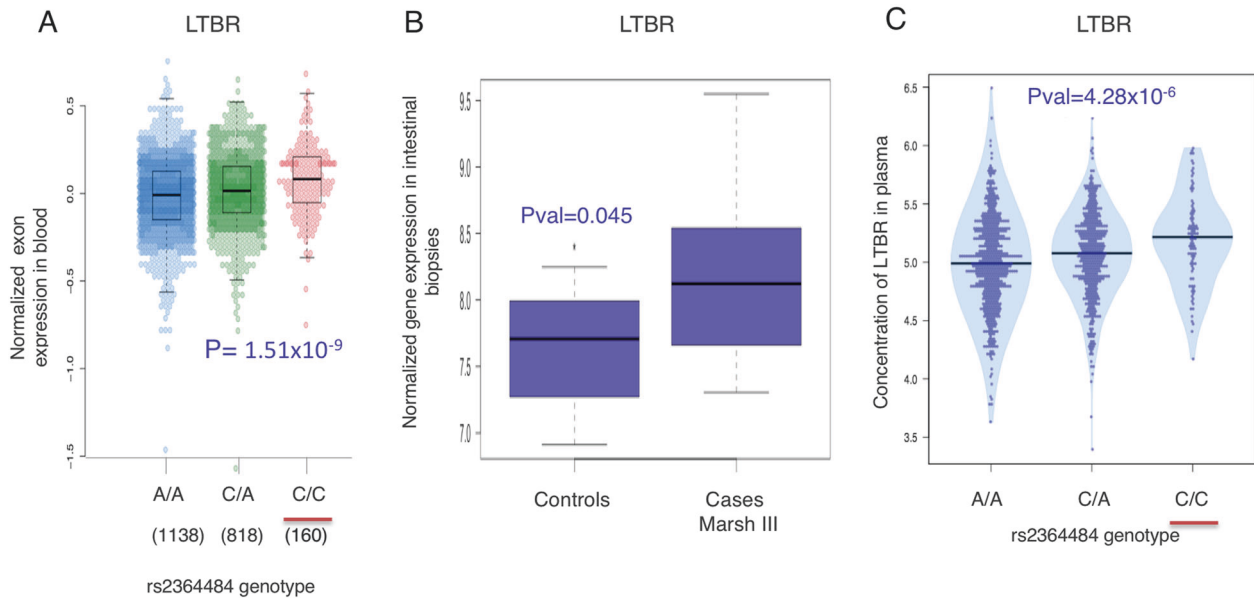 A
LTBR
Normalized exon
expression in blood
0.5
0.0
−0.5
−1.0
−1.5
P= 1.51x10-9
A/A
C/A
C/C
(1138)
(818)
(160)
rs2364484 genotype
B
LTBR
Normalized gene expression in intestinal
biopsies
9.5
9.0
8.5
8.0
7.5
7.0
Pval=0.045
Controls
Cases
Marsh III
C
LTBR
Concentration of LTBR in plasma
6.5
6.0
5.5
5.0
4.5
4.0
3.5
Pval=4.28x10-6
A/A
C/A
C/C
rs2364484 genotype